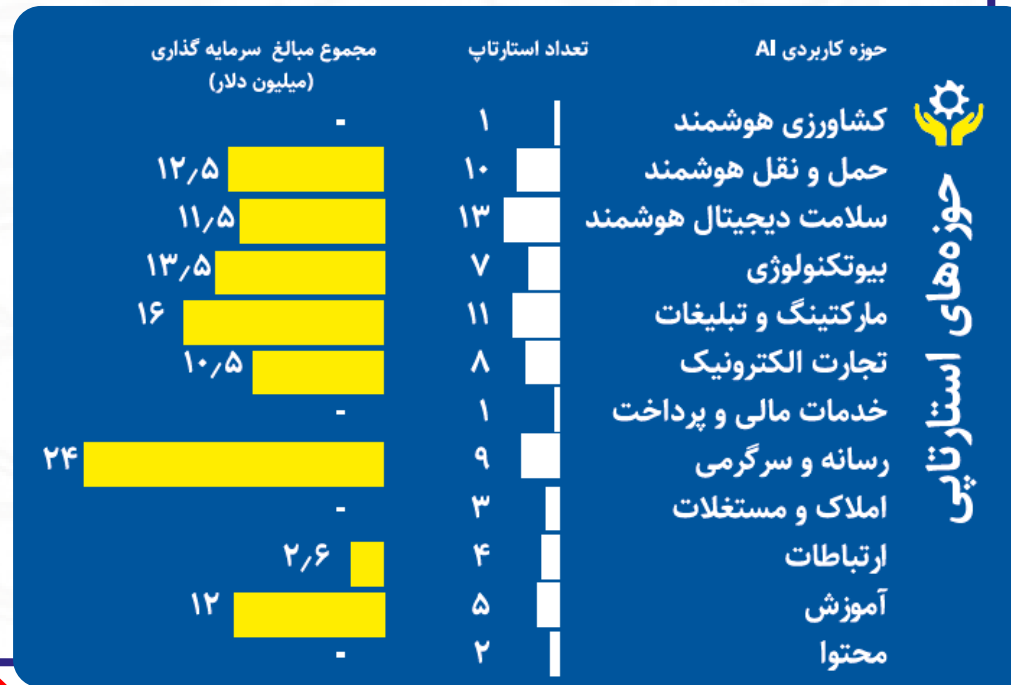 حوزه‌های استارتاپی
حوزه کاربردی AI تعداد استارتاپ مجموع مبالغ سرمایه گذاری
(میلیون دلار)
کشاورزی هوشمند ۱ -
حمل و نقل هوشمند ۱۰ ۱۲٫۵
سلامت دیجیتال هوشمند ۱۳ ۱۱٫۵
بیوتکنولوژی ۷ ۱۳٫۵
مارکتینگ و تبلیغات ۱۱ ۱۶
تجارت الکترونیک ۸ ۱۰٫۵
خدمات مالی و پرداخت ۱ -
رسانه و سرگرمی ۹ ۲۴
املاک و مستغلات ۳ -
ارتباطات ۴ ۲٫۶
آموزش ۵ ۱۲
محتوا ۲ -